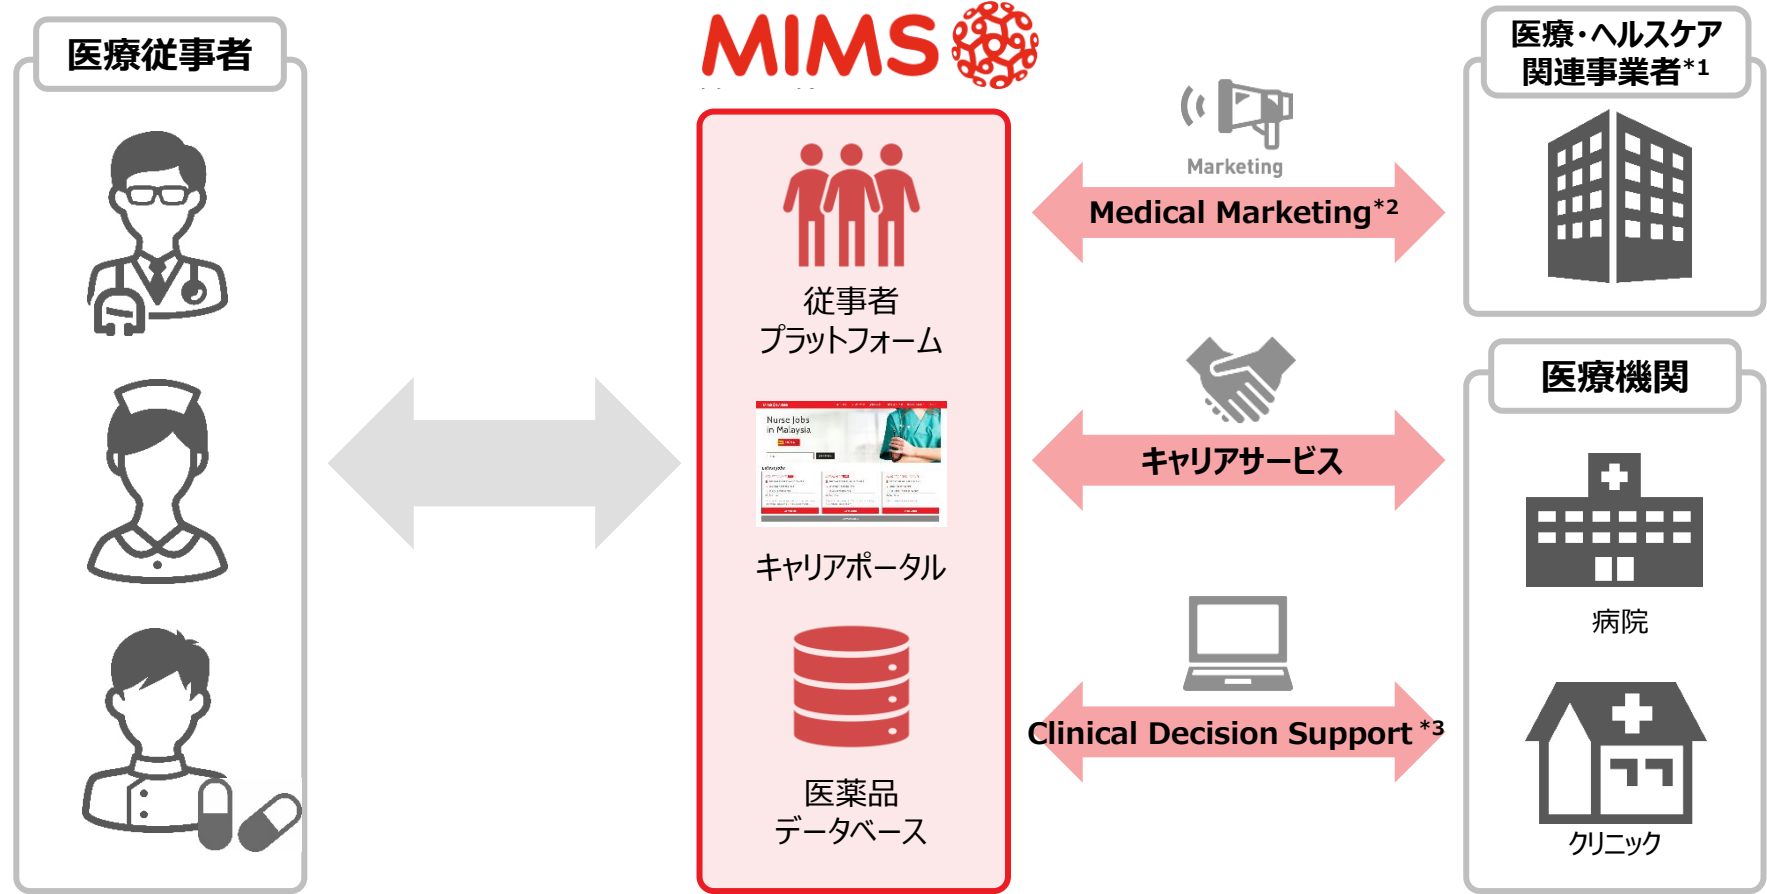 医療従事者
MIMS
従事者
プラットフォーム
Nurse Jobs
in Malaysia
キャリアポータル
医薬品
データベース
Marketing
Medical Marketing*2
キャリアサービス
Clinical Decision Support *3
医療・ヘルスケア
関連事業者*1
医療機関
病院
クリニック